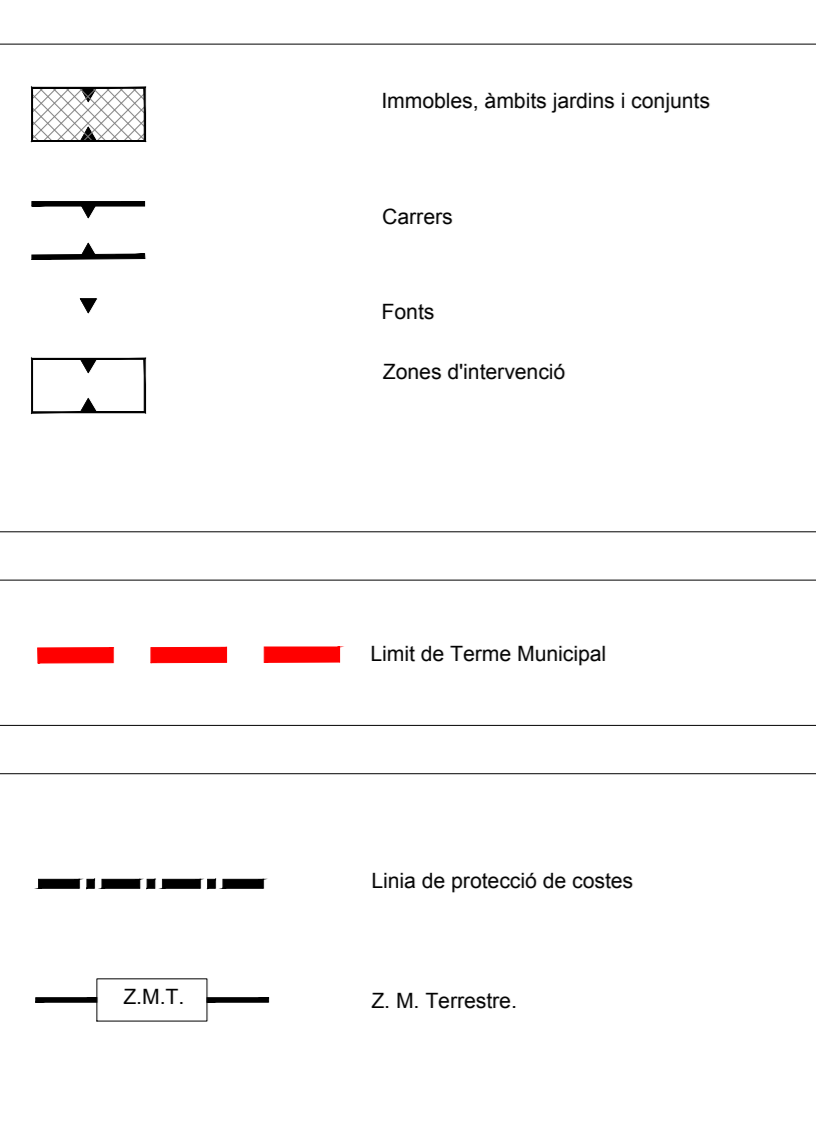 Immobles, àmbits jardins i conjunts
Carrers
Fonts
Zones d'intervenció
Limit de Terme Municipal
Linia de protecció de costes
Z.M.T.
Z. M. Terrestre.